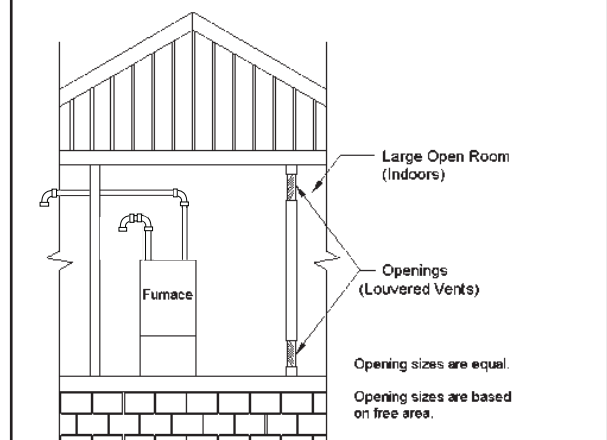 Large Open Room
(Indoors)
Furnace
Openings
(Louvered Vents)
Opening sizes are equal.
Opening sizes are based
on free area.